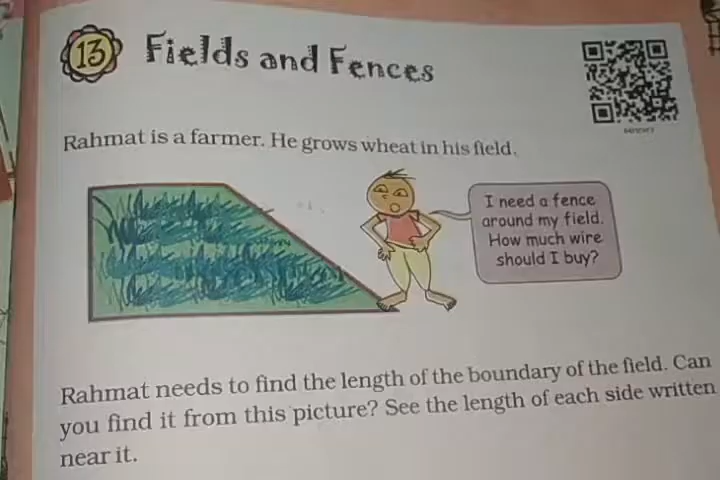 13 Fields and Fences
Rahmat is a farmer. He grows wheat in his field.
I need a fence
around my field.
How much wire
should I buy?
Rahmat needs to find the length of the boundary of the field. Can
you find it from this picture? See the length of each side written
near it.